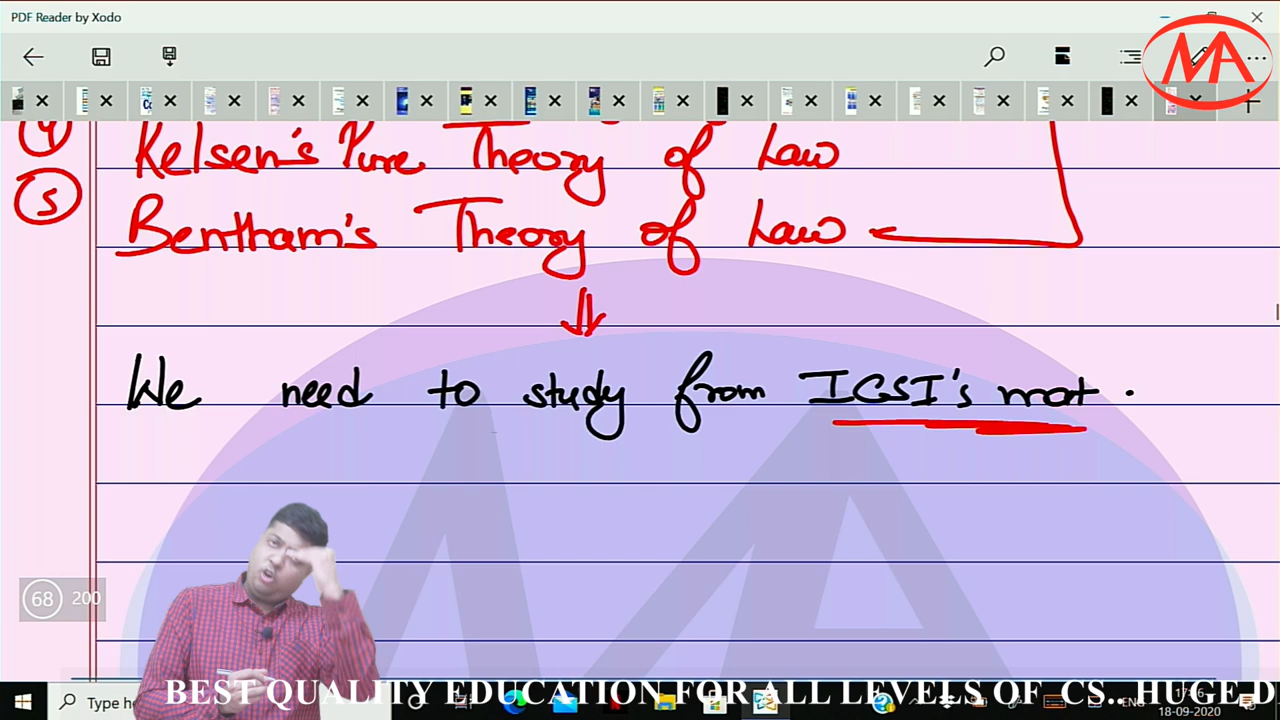 PDF Reader by Xodo
MA
4
Kelsen's Pure Theory of Law
5
Bentham's Theory of Law
We need to study from ICSI's mat.
68 200
Type he
ENG
18-09-2020
BEST QUALITY EDUCATION FOR ALL LEVELS OF CS.. HUGE D